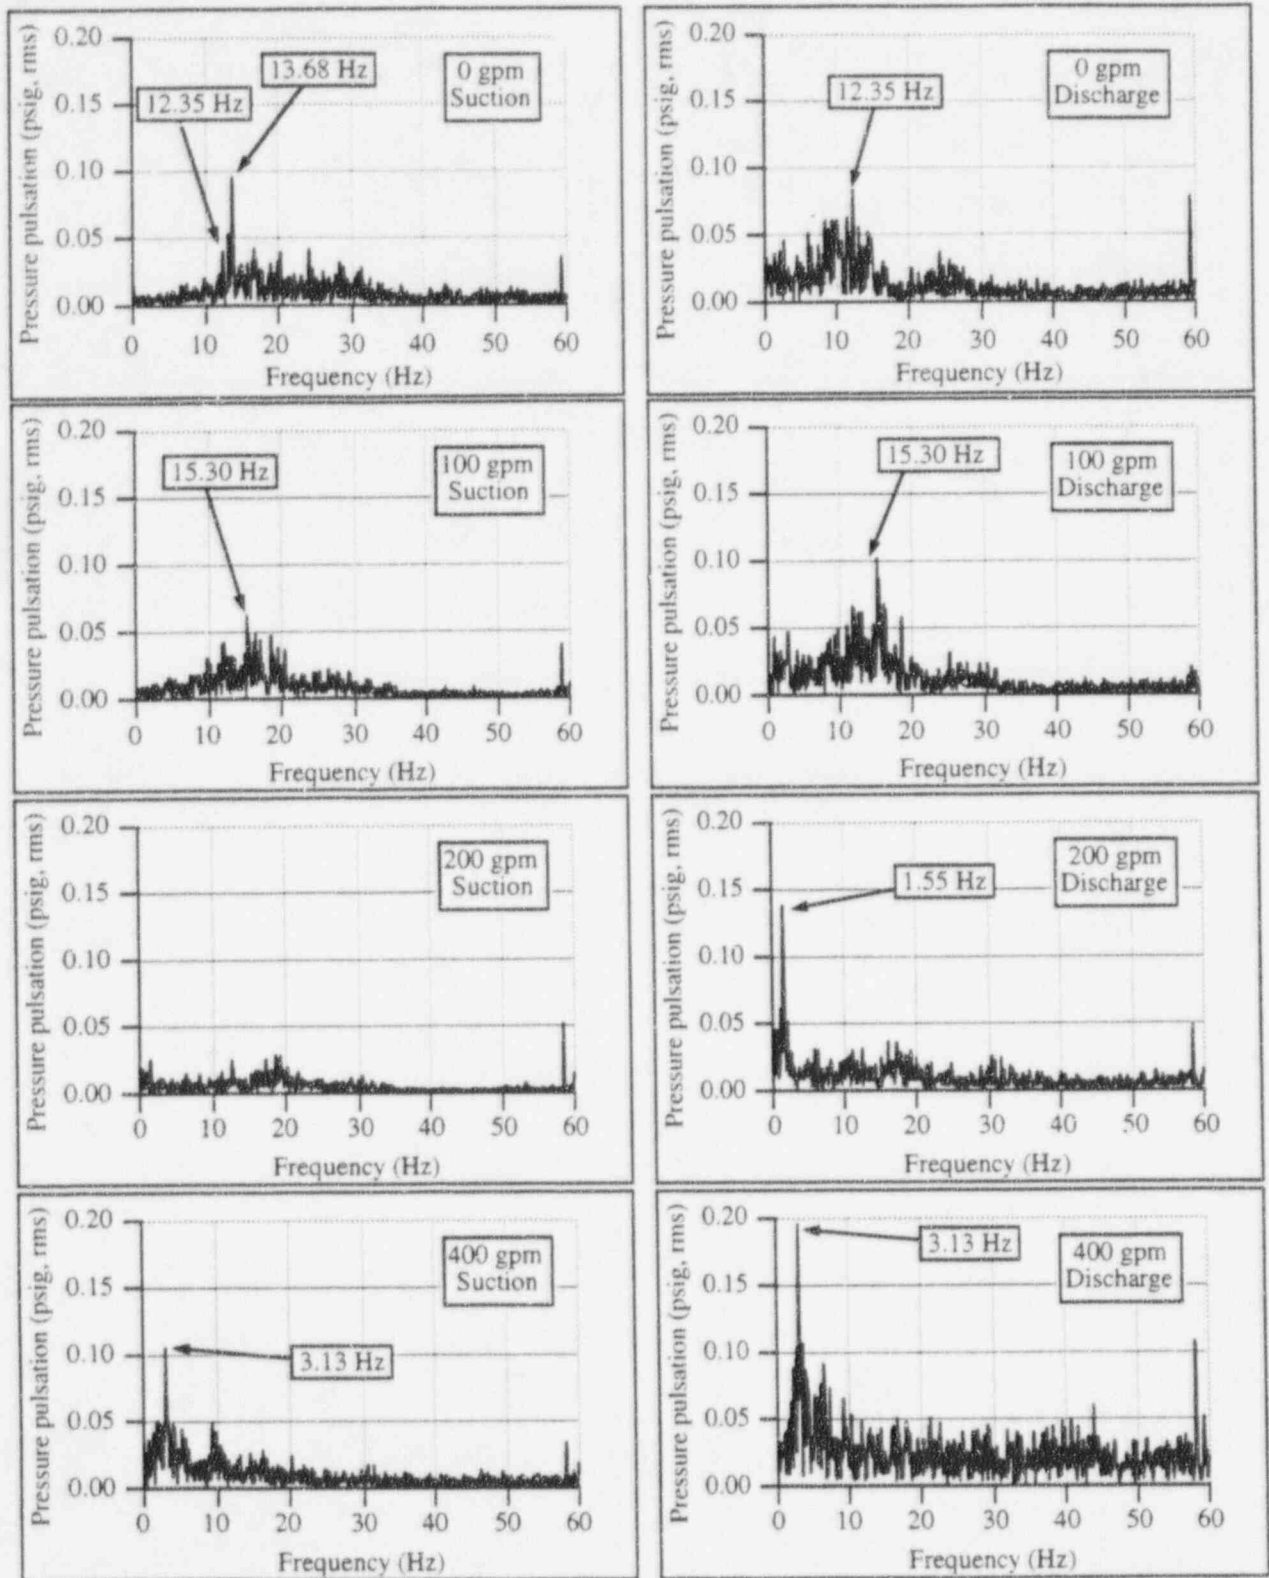 Pressure pulsation (psig, rms)
0.20
0.15
0.10
0.05
0.00
12.35 Hz
13.68 Hz
0 gpm
Suction
0 10 20 30 40 50 60
Frequency (Hz)
Pressure pulsation (psig, rms)
0.20
0.15
0.10
0.05
0.00
12.35 Hz
0 gpm
Discharge
0 10 20 30 40 50 60
Frequency (Hz)
Pressure pulsation (psig, rms)
0.20
0.15
0.10
0.05
0.00
15.30 Hz
100 gpm
Suction
0 10 20 30 40 50 60
Frequency (Hz)
Pressure pulsation (psig, rms)
0.20
0.15
0.10
0.05
0.00
15.30 Hz
100 gpm
Discharge
0 10 20 30 40 50 60
Frequency (Hz)
Pressure pulsation (psig, rms)
0.20
0.15
0.10
0.05
0.00
200 gpm
Suction
0 10 20 30 40 50 60
Frequency (Hz)
Pressure pulsation (psig, rms)
0.20
0.15
0.10
0.05
0.00
1.55 Hz
200 gpm
Discharge
0 10 20 30 40 50 60
Frequency (Hz)
Pressure pulsation (psig, rms)
0.20
0.15
0.10
0.05
0.00
3.13 Hz
400 gpm
Suction
0 10 20 30 40 50 60
Frequency (Hz)
Pressure pulsation (psig, rms)
0.20
0.15
0.10
0.05
0.00
3.13 Hz
400 gpm
Discharge
0 10 20 30 40 50 60
Frequency (Hz)